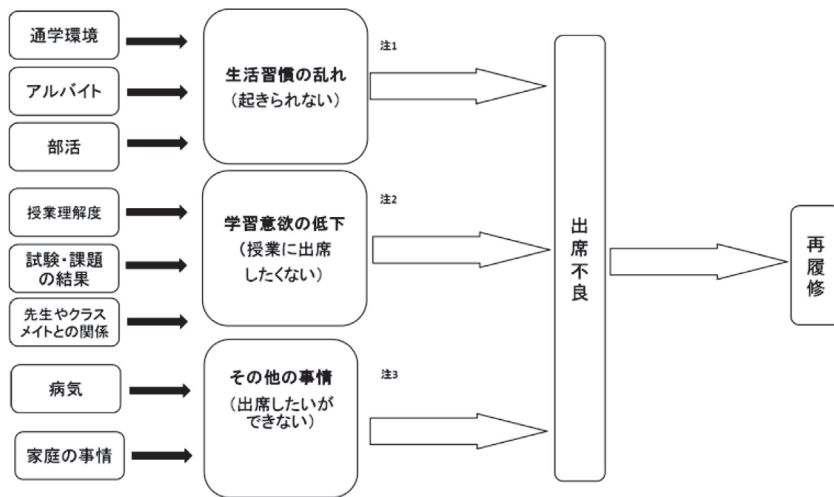 通学環境
アルバイト
部活
授業理解度
試験・課題
の結果
先生やクラス
メイトとの関係
病気
家庭の事情
生活習慣の乱れ
(起きられない)
学習意欲の低下
(授業に出席
したくない)
その他の事情
(出席したいが
できない)
注1
注2
注3
出席不良
再履修